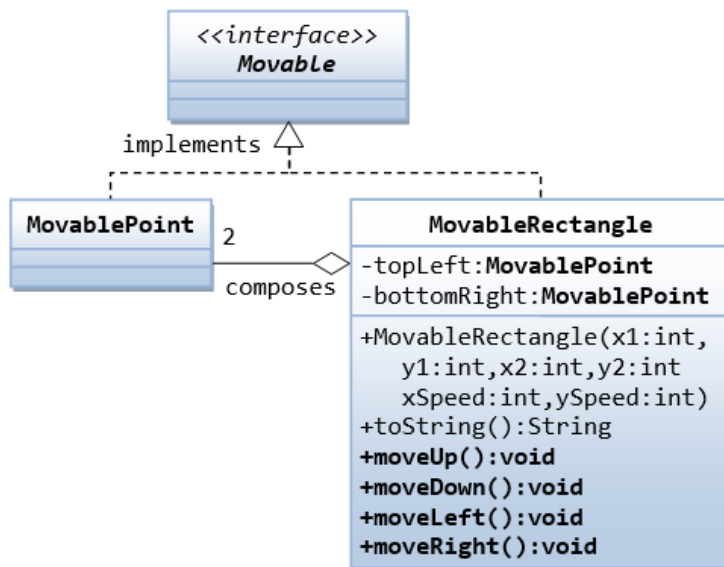 <<interface>>
Movable
implements
MovablePoint
2
composes
MovableRectangle
-topLeft:MovablePoint
-bottomRight:MovablePoint
+MovableRectangle(x1:int,
y1:int,x2:int,y2:int
xSpeed:int,ySpeed:int)
+toString():String
+moveUp():void
+moveDown():void
+moveLeft():void
+moveRight():void